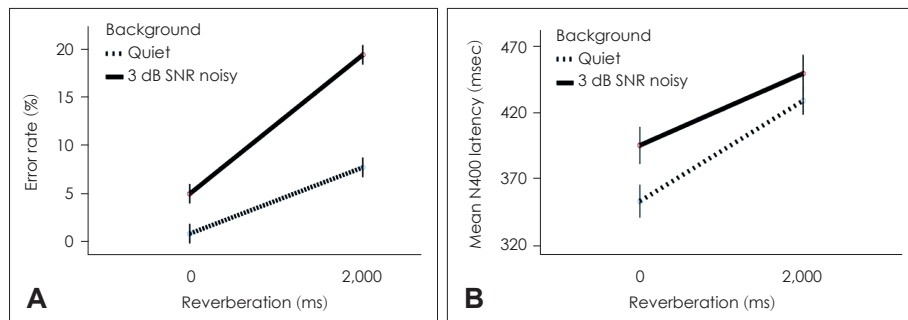 Background
Quiet
3 dB SNR noisy
Error rate (%)
20
15
10
5
0
0
2,000
Reverberation (ms)
A
Background
Quiet
3 dB SNR noisy
Mean N400 latency (msec)
470
420
370
320
0
2,000
Reverberation (ms)
B